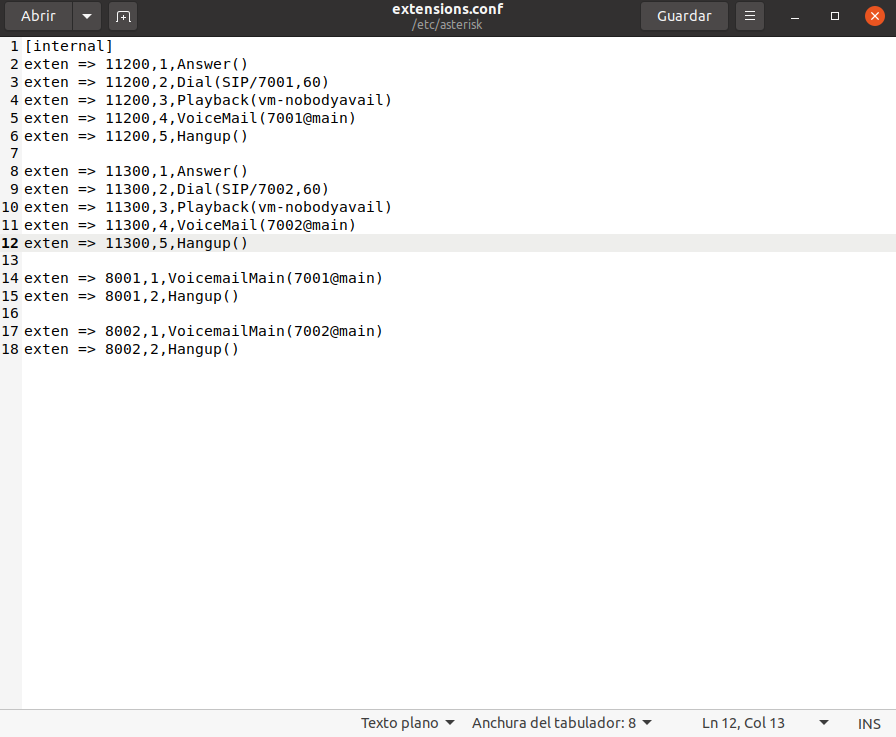 Abrir
extensions.conf
/etc/asterisk
Guardar
1 [internal]
2 exten => 11200,1,Answer()
3 exten => 11200,2,Dial(SIP/7001,60)
4 exten => 11200,3,Playback(vm-nobodyavail)
5 exten => 11200,4,VoiceMail(7001@main)
6 exten => 11200,5,Hangup()
7
8 exten => 11300,1,Answer()
9 exten => 11300,2,Dial(SIP/7002,60)
10 exten => 11300,3,Playback(vm-nobodyavail)
11 exten => 11300,4,VoiceMail(7002@main)
12 exten => 11300,5,Hangup()
13
14 exten => 8001,1,VoicemailMain(7001@main)
15 exten => 8001,2,Hangup()
16
17 exten => 8002,1,VoicemailMain(7002@main)
18 exten => 8002,2,Hangup()
Texto plano Anchura del tabulador: 8 Ln 12, Col 13 INS